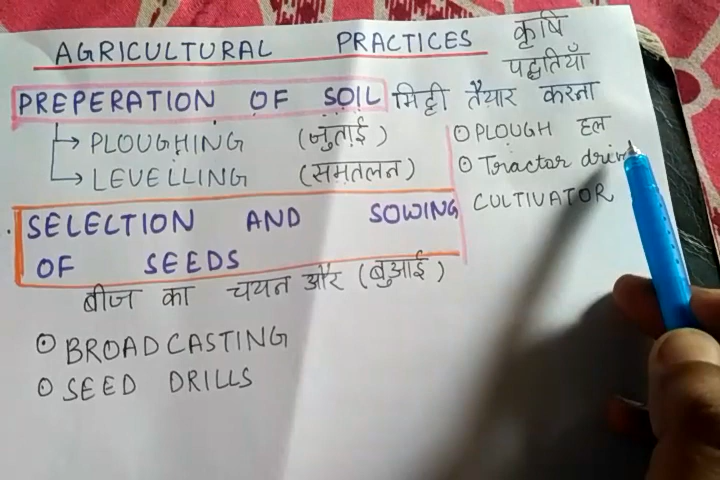 AGRICULTURAL PRACTICES कृषि
पद्धतियाँ
PREPERATION OF SOIL मिट्टी तैयार करना
PLOUGHING (जुताई)
LEVELLING (समतलन)
PLOUGH हल
Tractor
CULTIVATOR
SELECTION AND SOWING
OF SEEDS
बीज का चयन और (बुआई)
BROADCASTING
SEED DRILLS